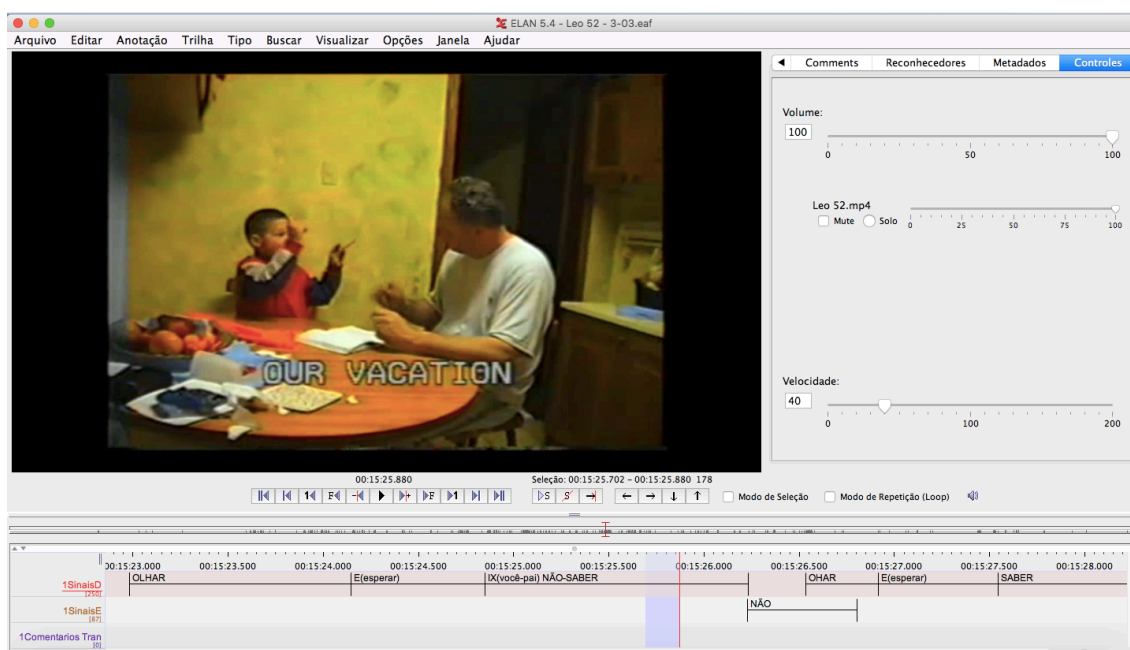 ELAN 5.4 - Leo 52 - 3-03.eaf
Arquivo Editar Anotação Trilha Tipo Buscar Visualizar Opções Janela Ajudar
Comments Reconhecedores Metadados Controles
Volume:
100
0 50 100
Leo 52.mp4
Mute Solo 0 25 50 75 100
OUR VACATION
Velocidade:
40
0 100 200
00:15:25.880 Seleção: 00:15:25.702 - 00:15:25.880 178
1 F + F 1 S S Modo de Seleção Modo de Repetição (Loop)
00:15:23.000 00:15:23.500 00:15:24.000 00:15:24.500 00:15:25.000 00:15:25.500 00:15:26.000 00:15:26.500 00:15:27.000 00:15:27.500 00:15:28.000
1SinaisD OLHAR E(esperar) IX(você-pai) NÃO-SABER OHAR E(esperar) SABER
[250]
1SinaisE NÃO
[87]
1Comentarios Tran
[0]